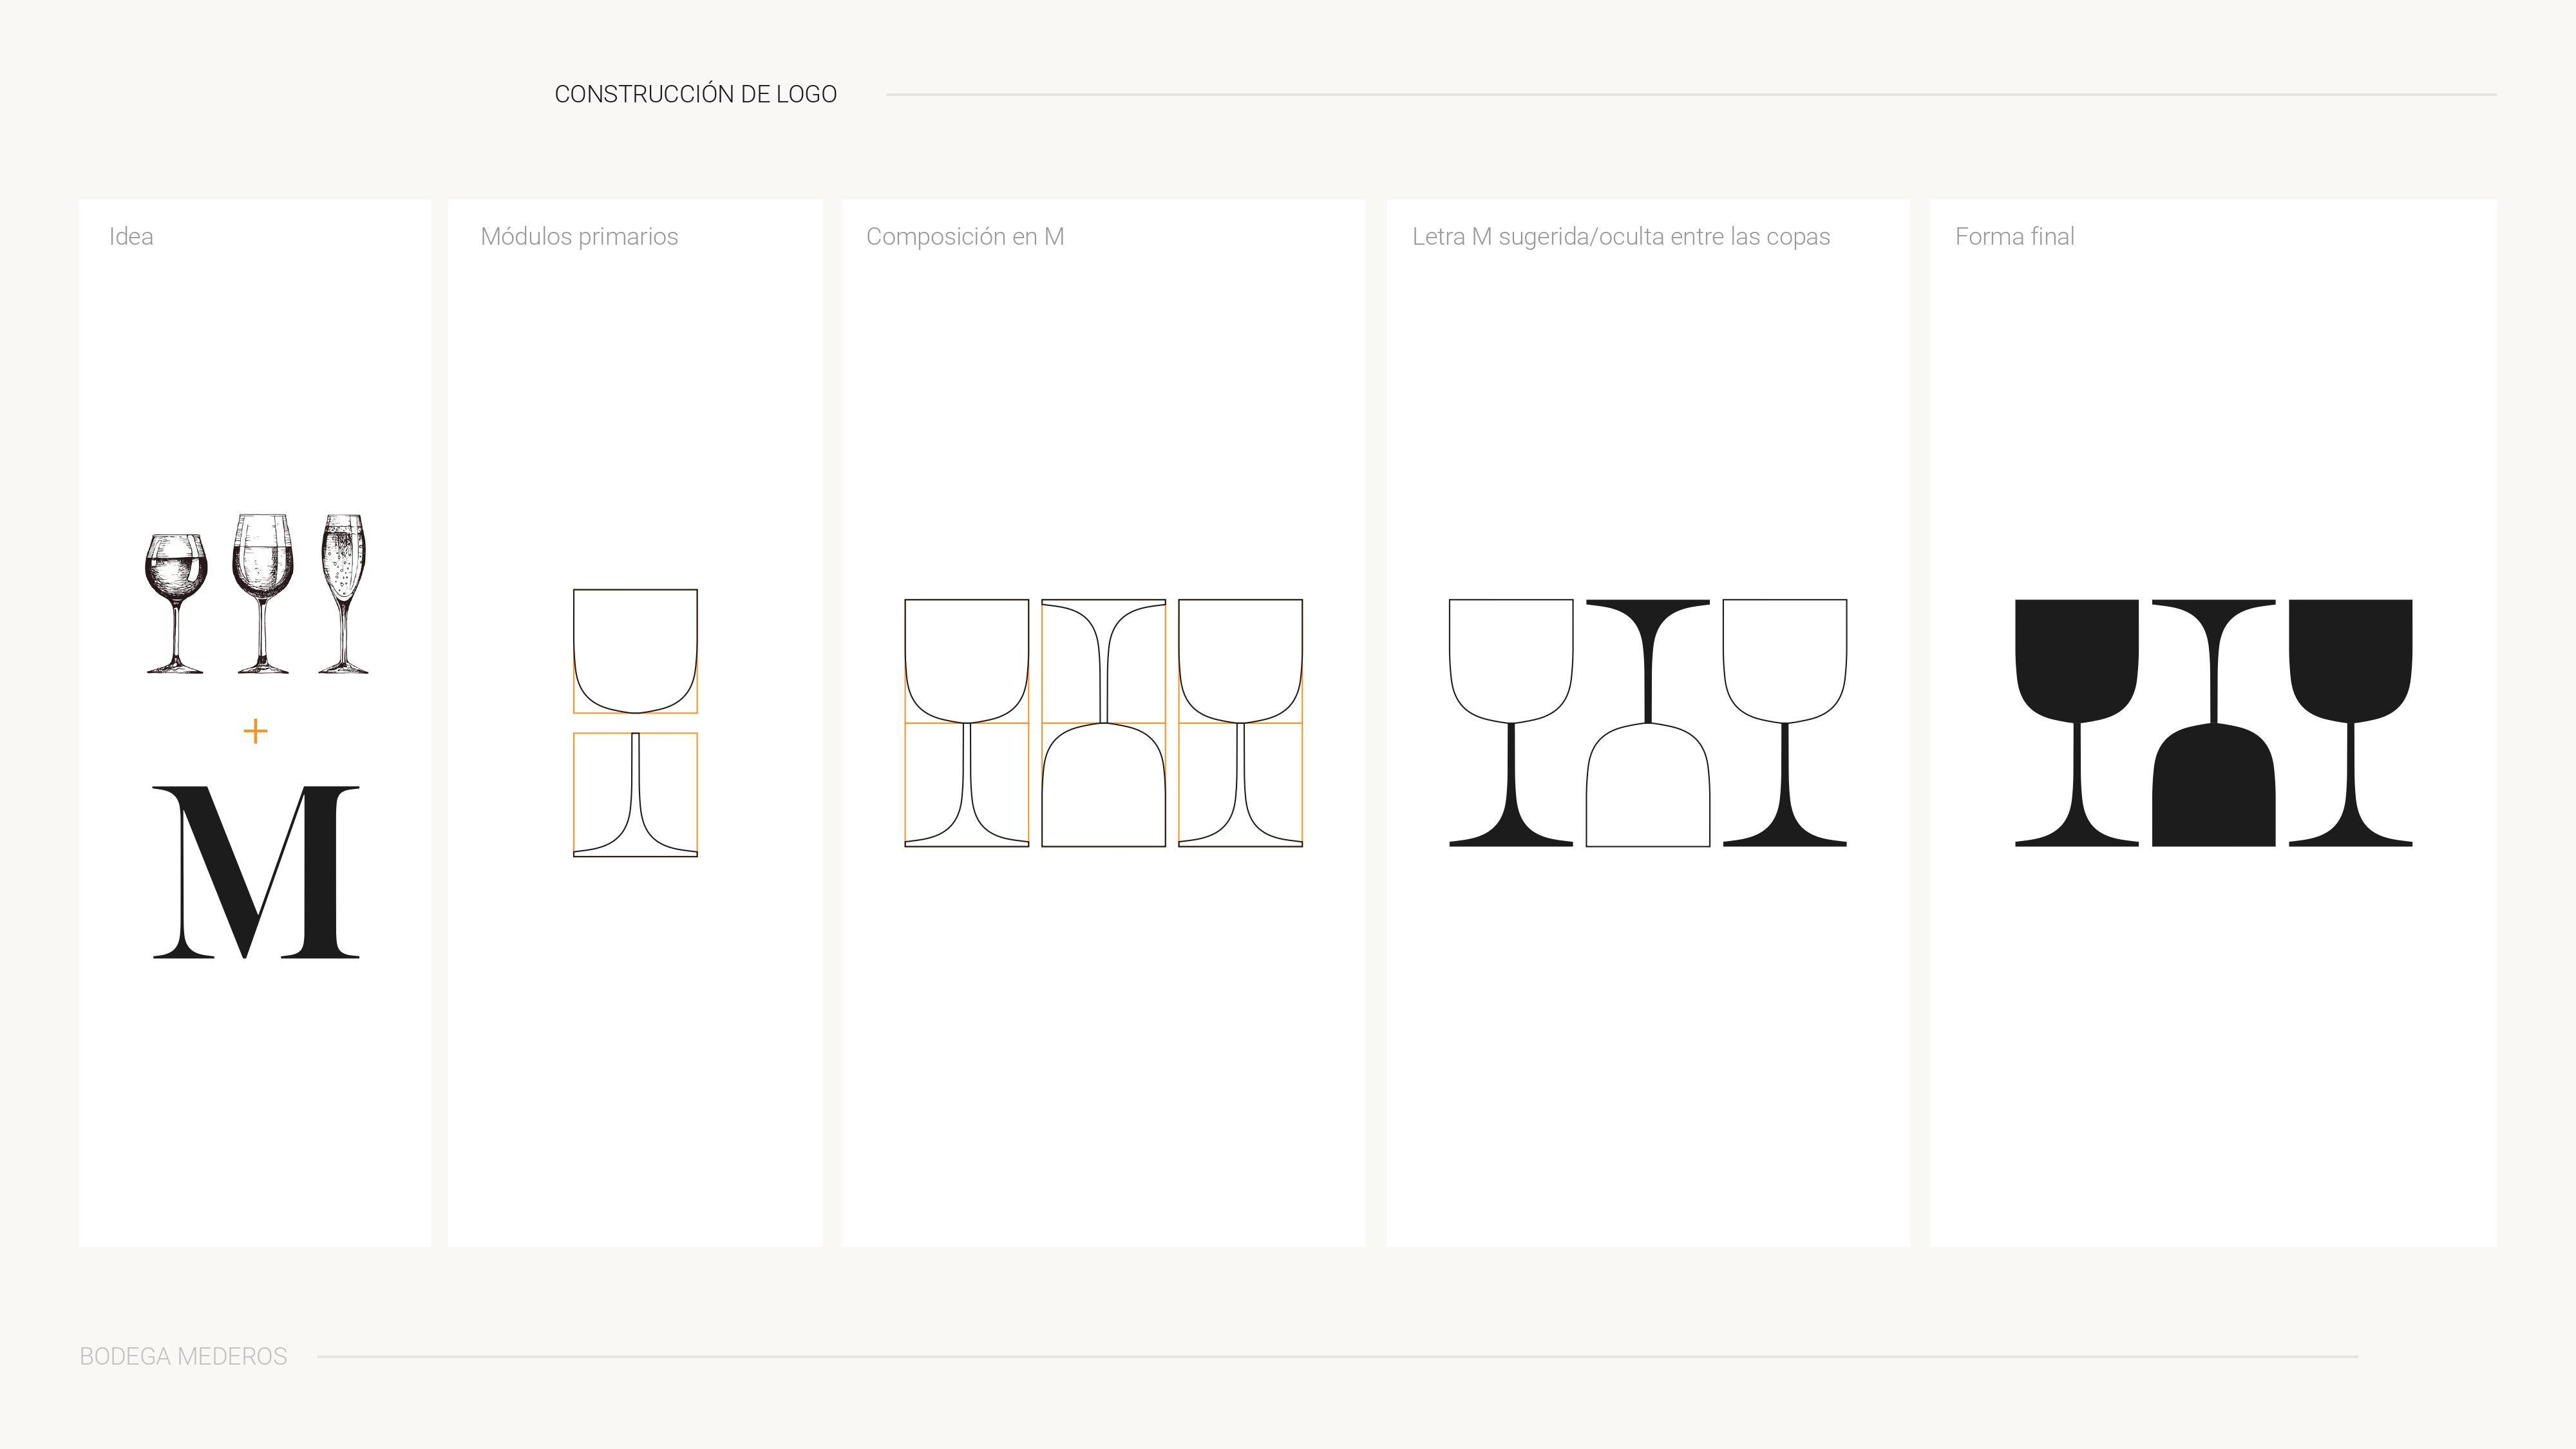 CONSTRUCCIÓN DE LOGO
Idea
Módulos primarios
Composición en M
Letra M sugerida/oculta entre las copas
Forma final
+
M
BODEGA MEDEROS